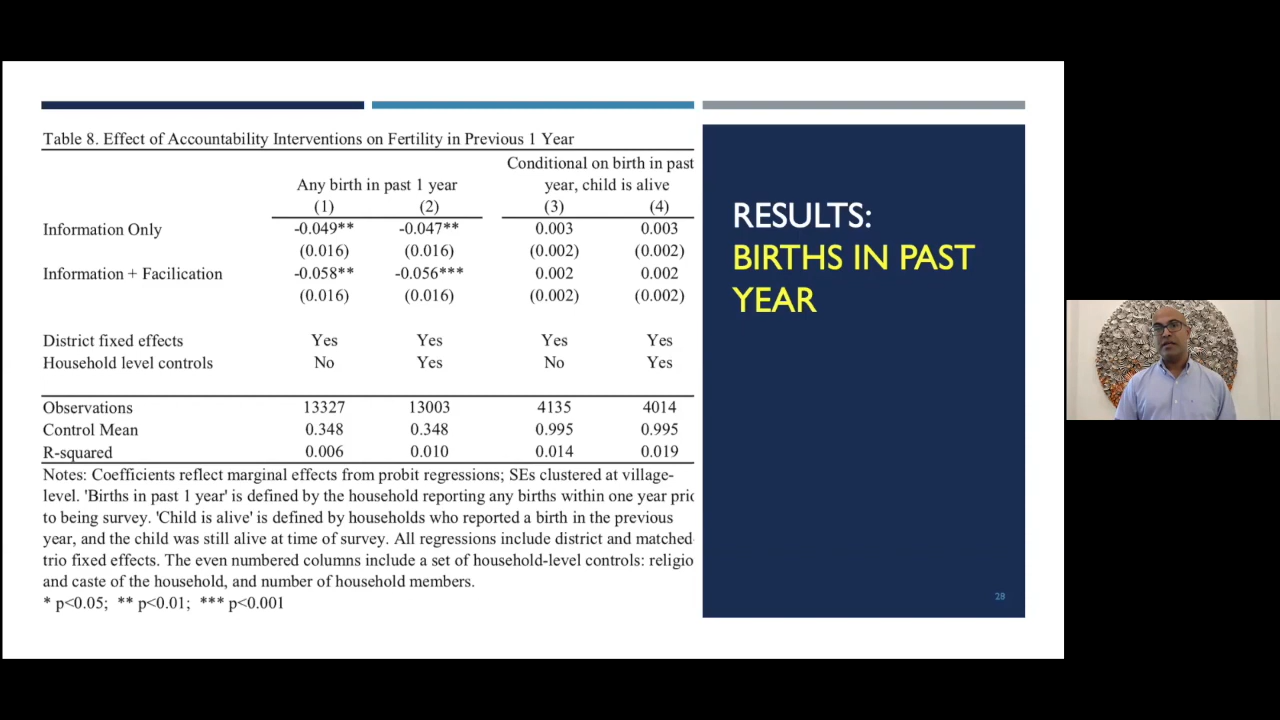 Table 8. Effect of Accountability Interventions on Fertility in Previous 1 Year
Conditional on birth in past
Any birth in past 1 year year, child is alive
(1) (2) (3) (4)
Information Only -0.049** -0.047** 0.003 0.003
(0.016) (0.016) (0.002) (0.002)
Information + Facilication -0.058** -0.056*** 0.002 0.002
(0.016) (0.016) (0.002) (0.002)
District fixed effects Yes Yes Yes Yes
Household level controls No Yes No Yes
Observations 13327 13003 4135 4014
Control Mean 0.348 0.348 0.995 0.995
R-squared 0.006 0.010 0.014 0.019
Notes: Coefficients reflect marginal effects from probit regressions; SEs clustered at village-
level. 'Births in past 1 year' is defined by the household reporting any births within one year prio
to being survey. 'Child is alive' is defined by households who reported a birth in the previous
year, and the child was still alive at time of survey. All regressions include district and matched-
trio fixed effects. The even numbered columns include a set of household-level controls: religio
and caste of the household, and number of household members.
* p<0.05; ** p<0.01; *** p<0.001
RESULTS:
BIRTHS IN PAST
YEAR
28